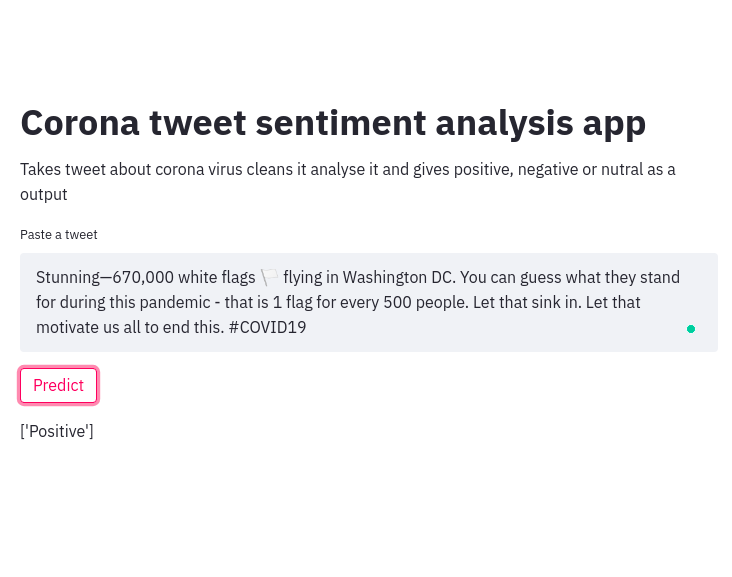 Corona tweet sentiment analysis app
Takes tweet about corona virus cleans it analyse it and gives positive, negative or nutral as a
output
Paste a tweet
Stunning—670,000 white flags 🏳️ flying in Washington DC. You can guess what they stand
for during this pandemic - that is 1 flag for every 500 people. Let that sink in. Let that
motivate us all to end this. #COVID19
Predict
['Positive']